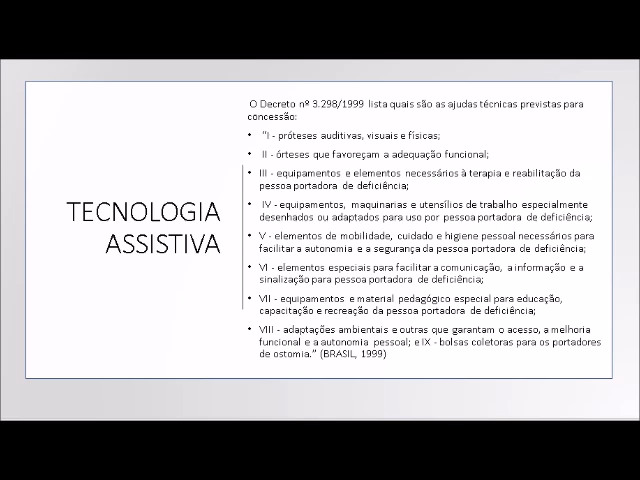 TECNOLOGIA
ASSISTIVA
O Decreto nº 3.298/1999 lista quais são as ajudas técnicas previstas para
concessão:
• "I - próteses auditivas, visuais e físicas;
• II - órteses que favoreçam a adequação funcional;
• III - equipamentos e elementos necessários à terapia e reabilitação da
pessoa portadora de deficiência;
• IV - equipamentos, maquinarias e utensílios de trabalho especialmente
desenhados ou adaptados para uso por pessoa portadora de deficiência;
• V - elementos de mobilidade, cuidado e higiene pessoal necessários para
facilitar a autonomia e a segurança da pessoa portadora de deficiência;
• VI - elementos especiais para facilitar a comunicação, a informação e a
sinalização para pessoa portadora de deficiência;
• VII - equipamentos e material pedagógico especial para educação,
capacitação e recreação da pessoa portadora de deficiência;
• VIII - adaptações ambientais e outras que garantam o acesso, a melhoria
funcional e a autonomia pessoal; e IX - bolsas coletoras para os portadores
de ostomia." (BRASIL, 1999)